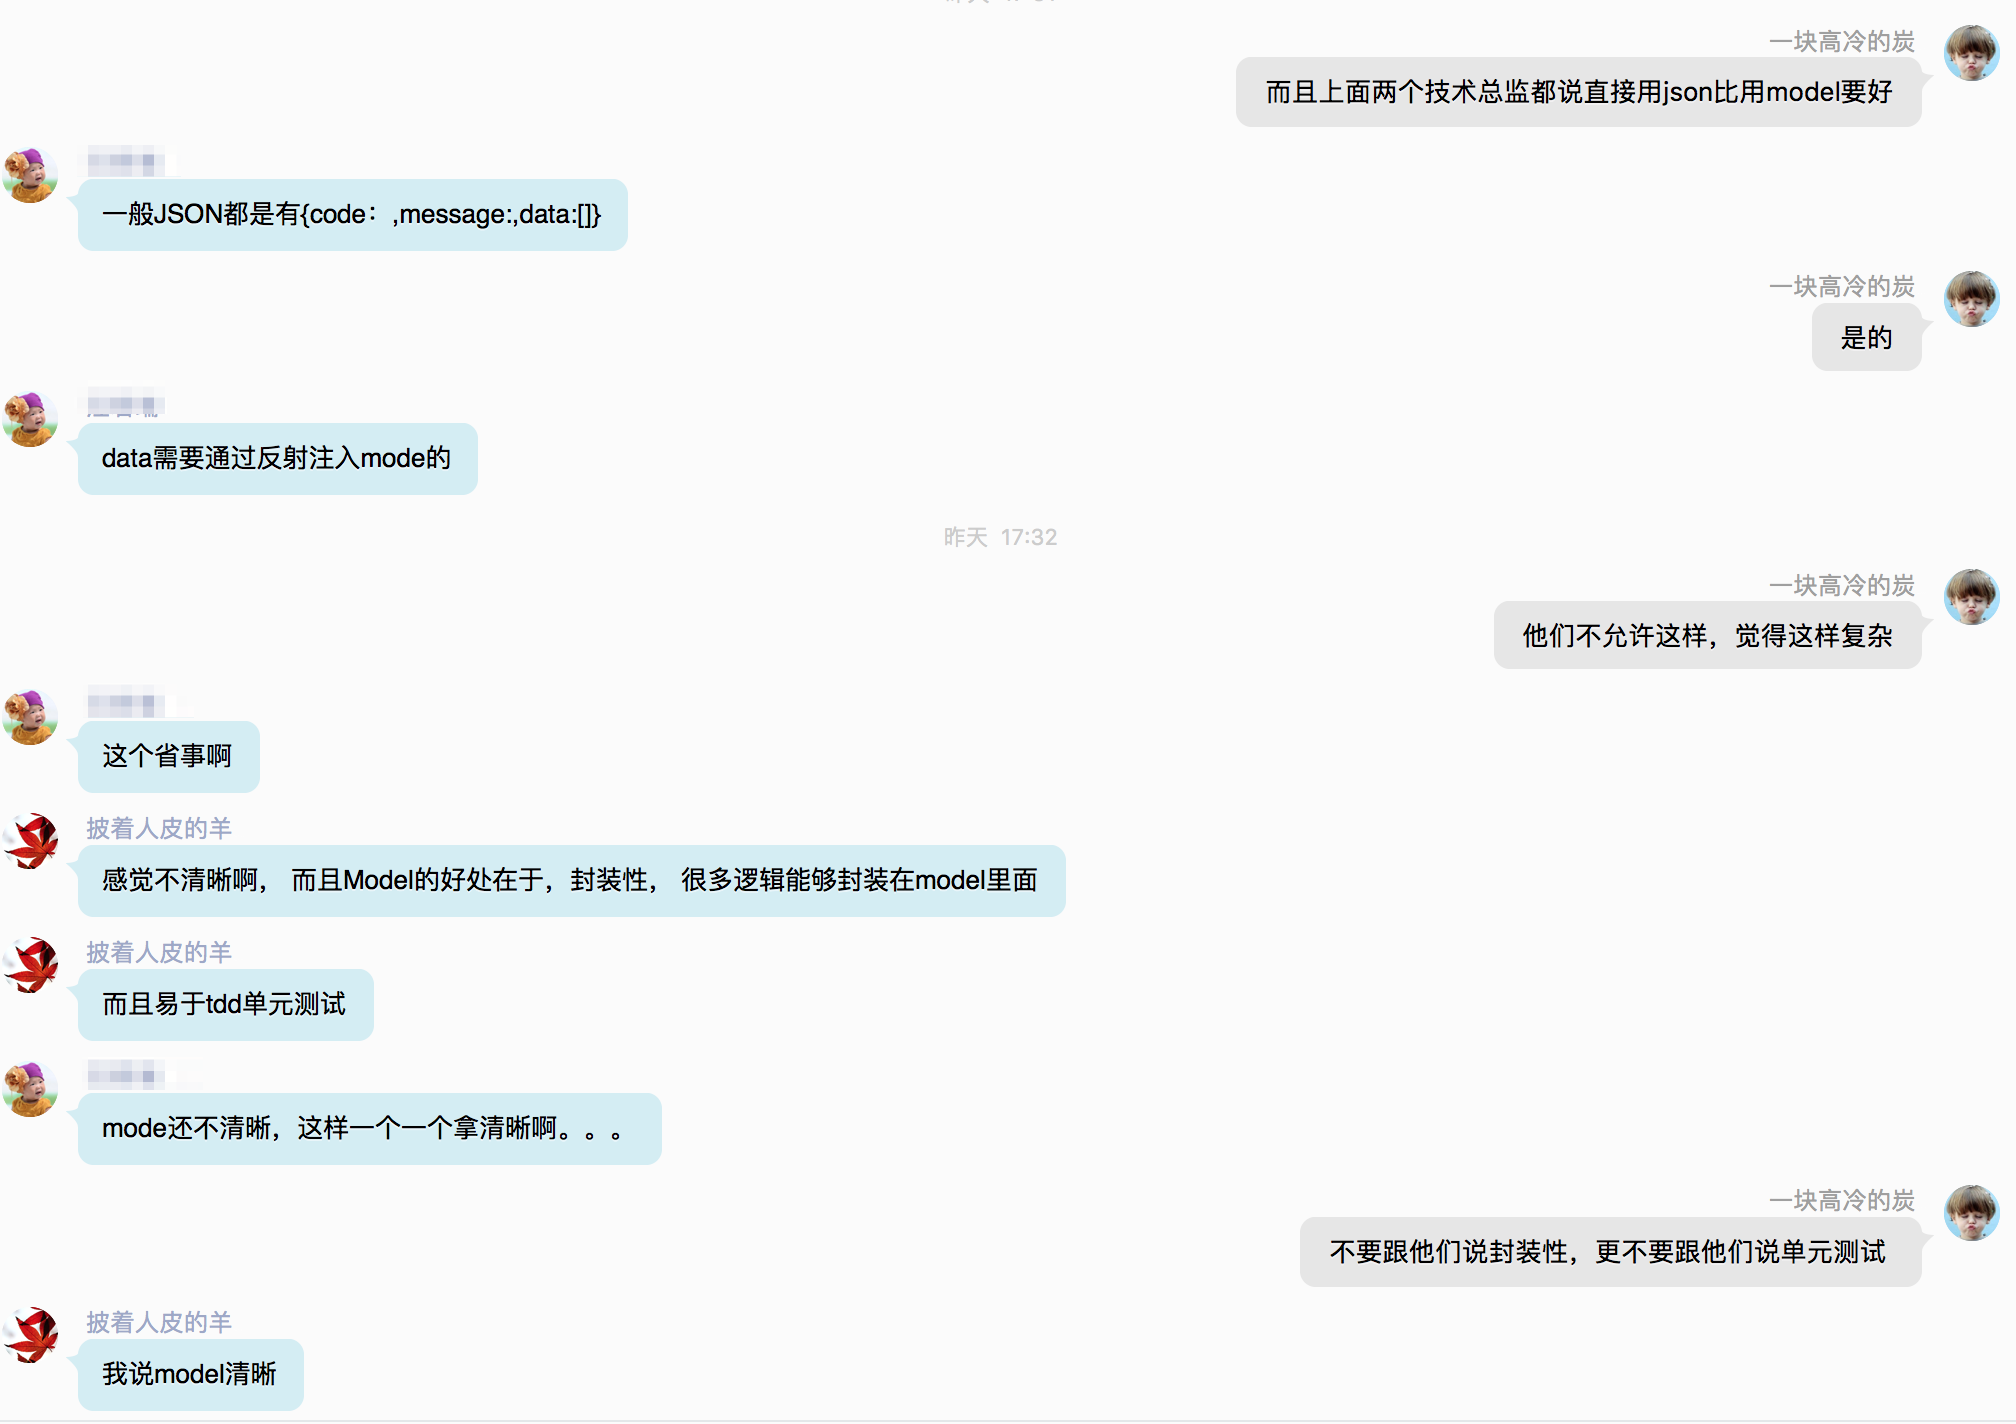 一块高冷的炭
而且上面两个技术总监都说直接用json比用model要好
一般JSON都是有{code：,message:,data:[]}
一块高冷的炭
是的
data需要通过反射注入mode的
昨天 17:32
一块高冷的炭
他们不允许这样，觉得这样复杂
这个省事啊
披着人皮的羊
感觉不清晰啊， 而且Model的好处在于，封装性， 很多逻辑能够封装在model里面
披着人皮的羊
而且易于tdd单元测试
mode还不清晰，这样一个一个拿清晰啊。。。
一块高冷的炭
不要跟他们说封装性，更不要跟他们说单元测试
披着人皮的羊
我说model清晰